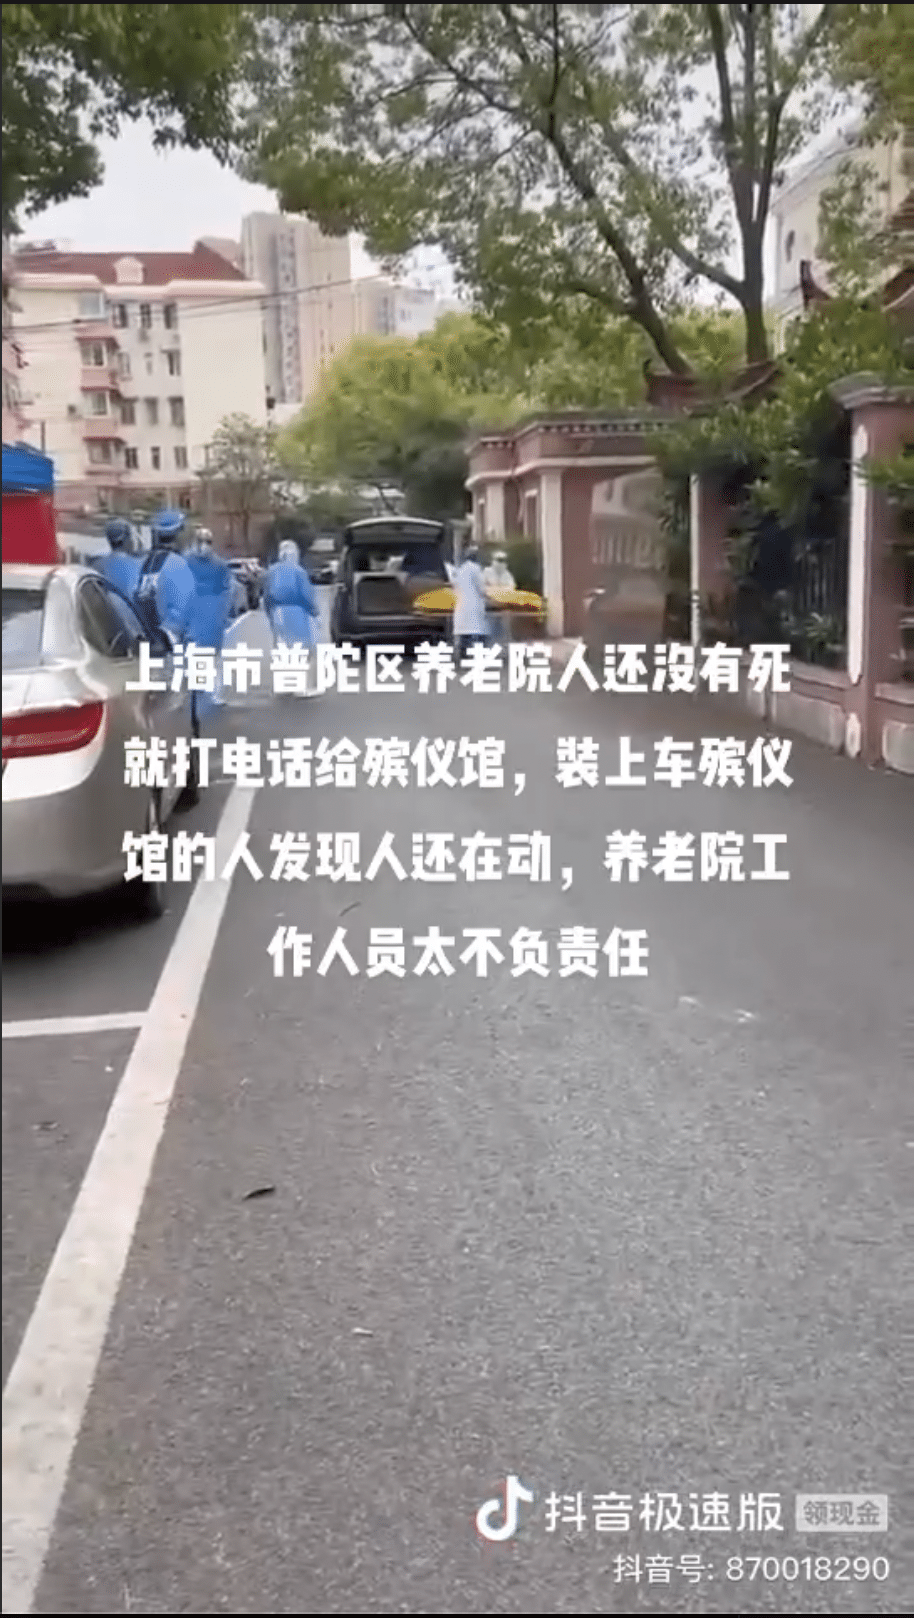 上海市普陀区养老院人还没有死
就打电话给殡仪馆，装上车殡仪
馆的人发现人还在动，养老院工
作人员太不负责任
抖音极速版 领现金
抖音号: 870018290